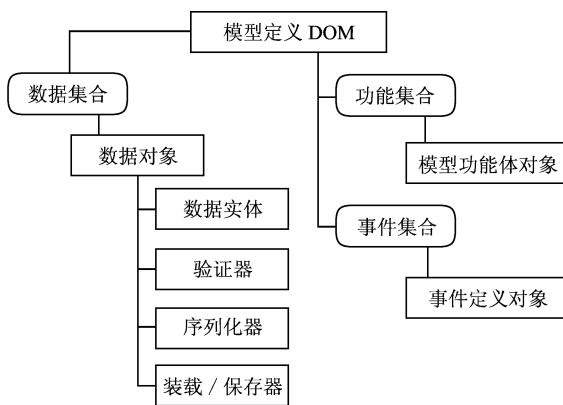 模型定义 DOM
数据集合
数据对象
数据实体
验证器
序列化器
装载 / 保存器
功能集合
模型功能体对象
事件集合
事件定义对象